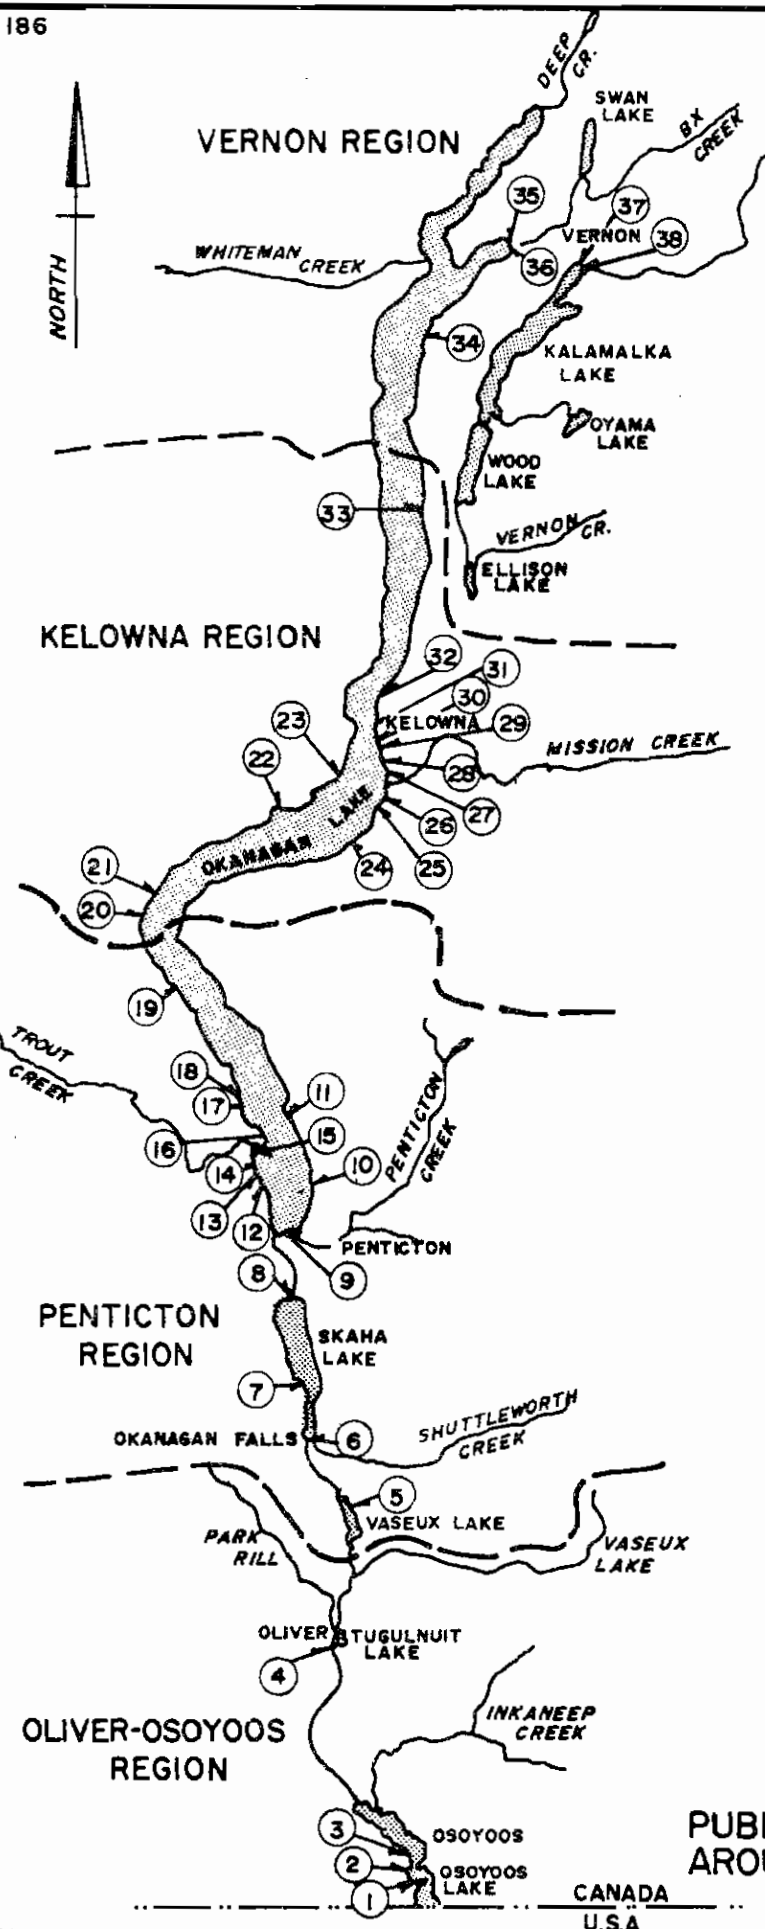 186
DEEP
CR.
SWAN
LAKE
BX
CREEK
VERNON REGION
35
37
VERNON
38
WHITEMAN
CREEK
36
NORTH
34
KALAMALKA
LAKE
OYAMA
LAKE
WOOD
LAKE
33
VERNON
CR.
ELLISON
LAKE
KELOWNA REGION
32
31
30
KELOWNA
29
23
MISSION CREEK
22
28
27
OKANAGAN LAKE
26
24
25
21
20
19
TROUT
CREEK
18
11
17
PENTICTON
CREEK
15
16
14
10
13
12
PENTICTON
8
9
PENTICTON
REGION
SKAHA
LAKE
7
SHUTTLEWORTH
CREEK
OKANAGAN FALLS
6
5
VASEUX LAKE
PARK
RILL
VASEUX
LAKE
OLIVER
TUGULNUIT
LAKE
4
INKANEEP
CREEK
OLIVER-OSOYOOS
REGION
3
OSOYOOS
2
OSOYOOS
LAKE
1
CANADA
U.S.A